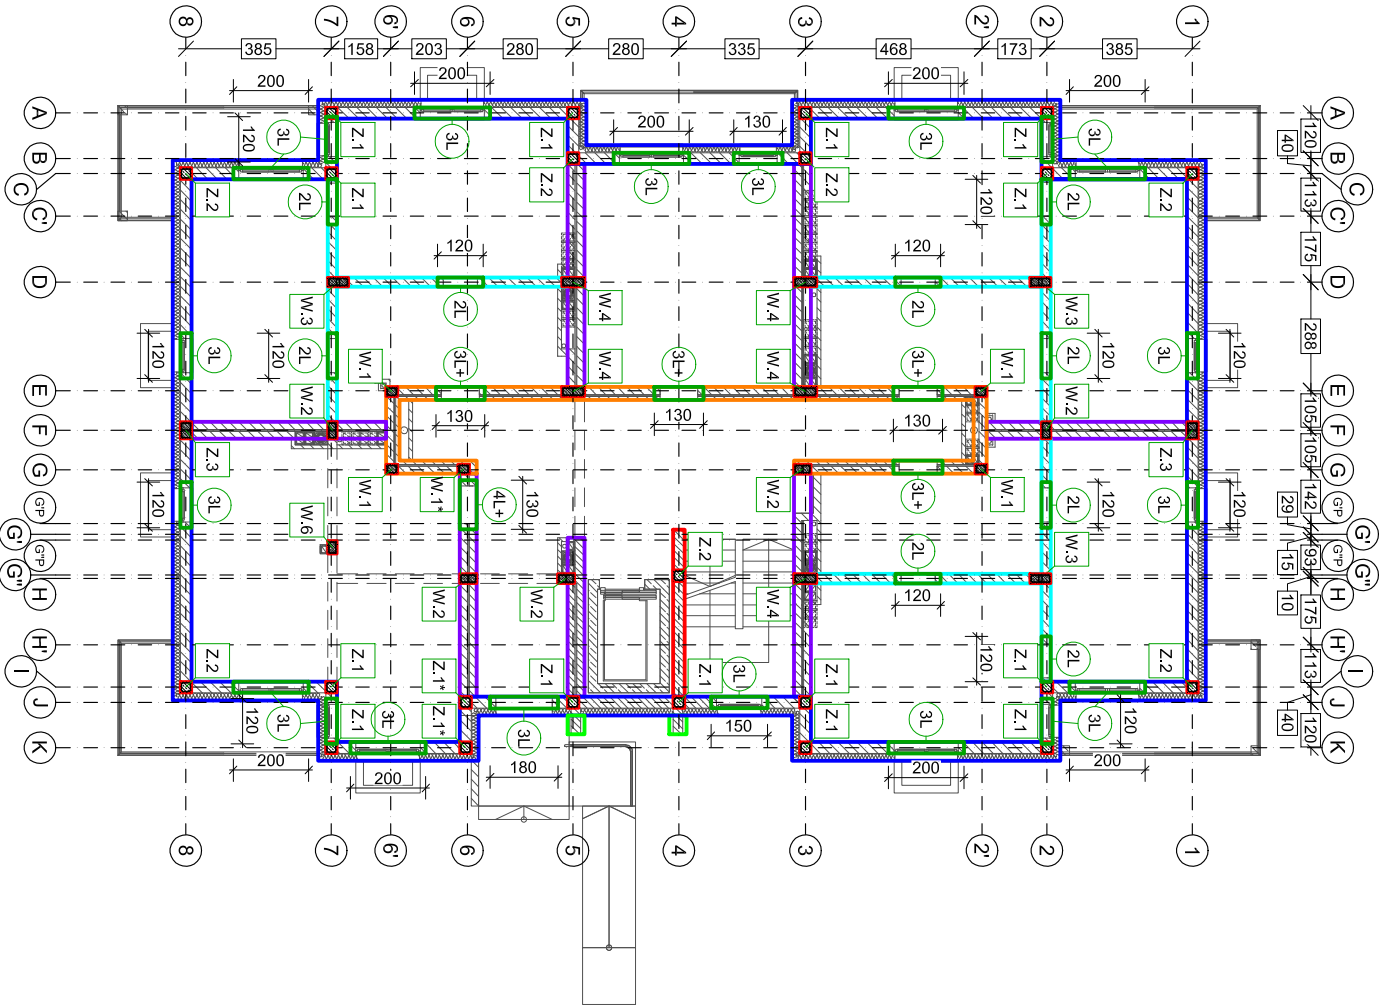 8 7 6' 6 5 4 3 2' 2 1
385 158 203 280 280 335 468 173 385
200 200 200 200
A 120 3L Z.1 3L Z.1 200 130 Z.1 3L Z.1 3L 120 A
B 120 40 B
C Z.2 2L Z.1 Z.2 3L 3L Z.2 120 Z.1 2L Z.2 113 C
C' C'
120 120 175
D W.3 2L W.4 W.4 2L W.3 D
120 3L 120 2L W.1 3L+ W.4 3L+ W.4 3L+ W.1 2L 120 3L 120 288
E W.2 130 130 130 W.2 E
105
F Z.3 Z.3 F
105
G W.1 W.1* W.2 3L+ W.1 G
120 3L W.6 4L+ 130 2L 120 3L 120 142
G'P G'P
G' 29 G'
G''P Z.2 2L W.3 93 G''P
G'' 15 G''
H W.2 W.2 W.4 120 10 H
175
H' Z.2 Z.1 Z.1* Z.1 Z.1 3L Z.1 120 Z.1 2L Z.2 H'
I 113 I
J 120 3L Z.1 3L Z.1* 3L 150 Z.1 3L Z.1 3L 120 40 J
K 120 K
200 200 180 200 200
8 7 6' 6 5 4 3 2' 2 1